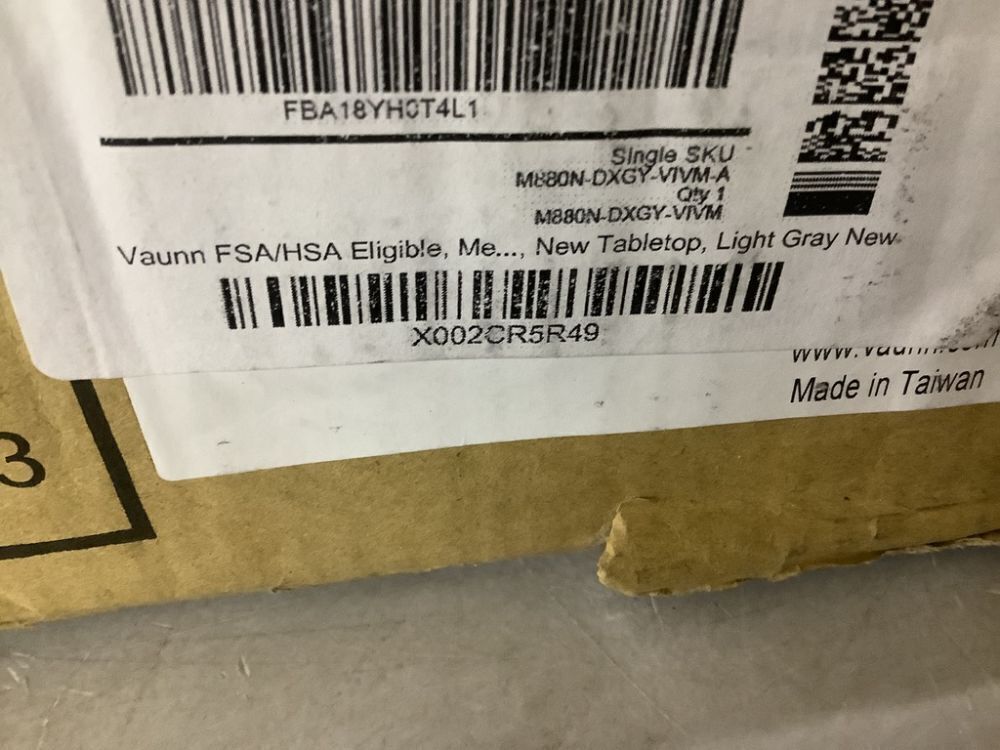 FBA18YH0T4L1
Single SKU
M880N-DXGY-VIVM-A
Qty 1
M880N-DXGY-VIVM
Vaunn FSA/HSA Eligible, Me..., New Tabletop, Light Gray New
X002CR5R49
Made in Taiwan
3